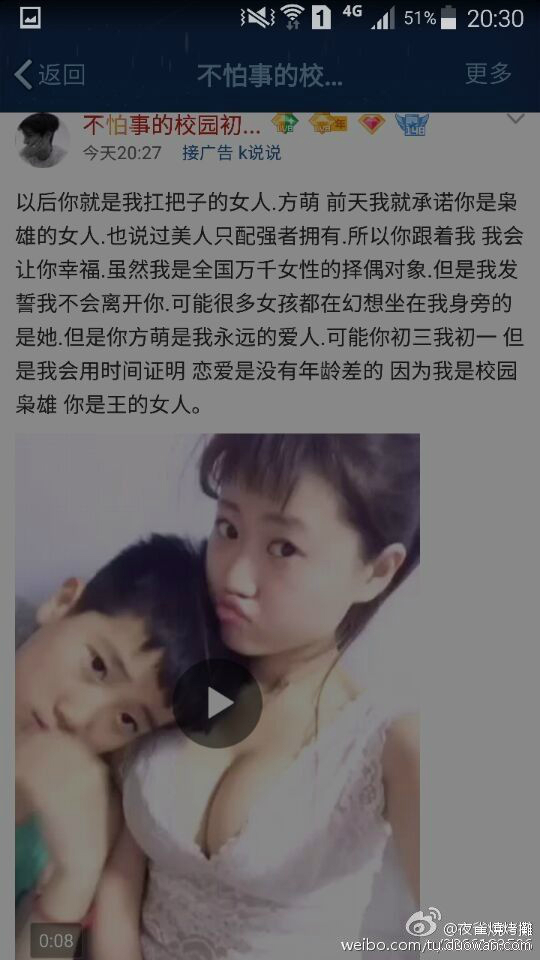 1 4G 51% 20:30
返回 不怕事的校... 更多
不怕事的校园初...
今天20:27 接广告 k说说
以后你就是我扛把子的女人.方萌 前天我就承诺你是枭
雄的女人.也说过美人只配强者拥有.所以你跟着我 我会
让你幸福.虽然我是全国万千女性的择偶对象.但是我发
誓我不会离开你.可能很多女孩都在幻想坐在我身旁的
是她.但是你方萌是我永远的爱人.可能你初三我初一 但
是我会用时间证明 恋爱是没有年龄差的 因为我是校园
枭雄 你是王的女人。
0:08
@夜雀燒烤攤
weibo.com/
tu.duowan.com